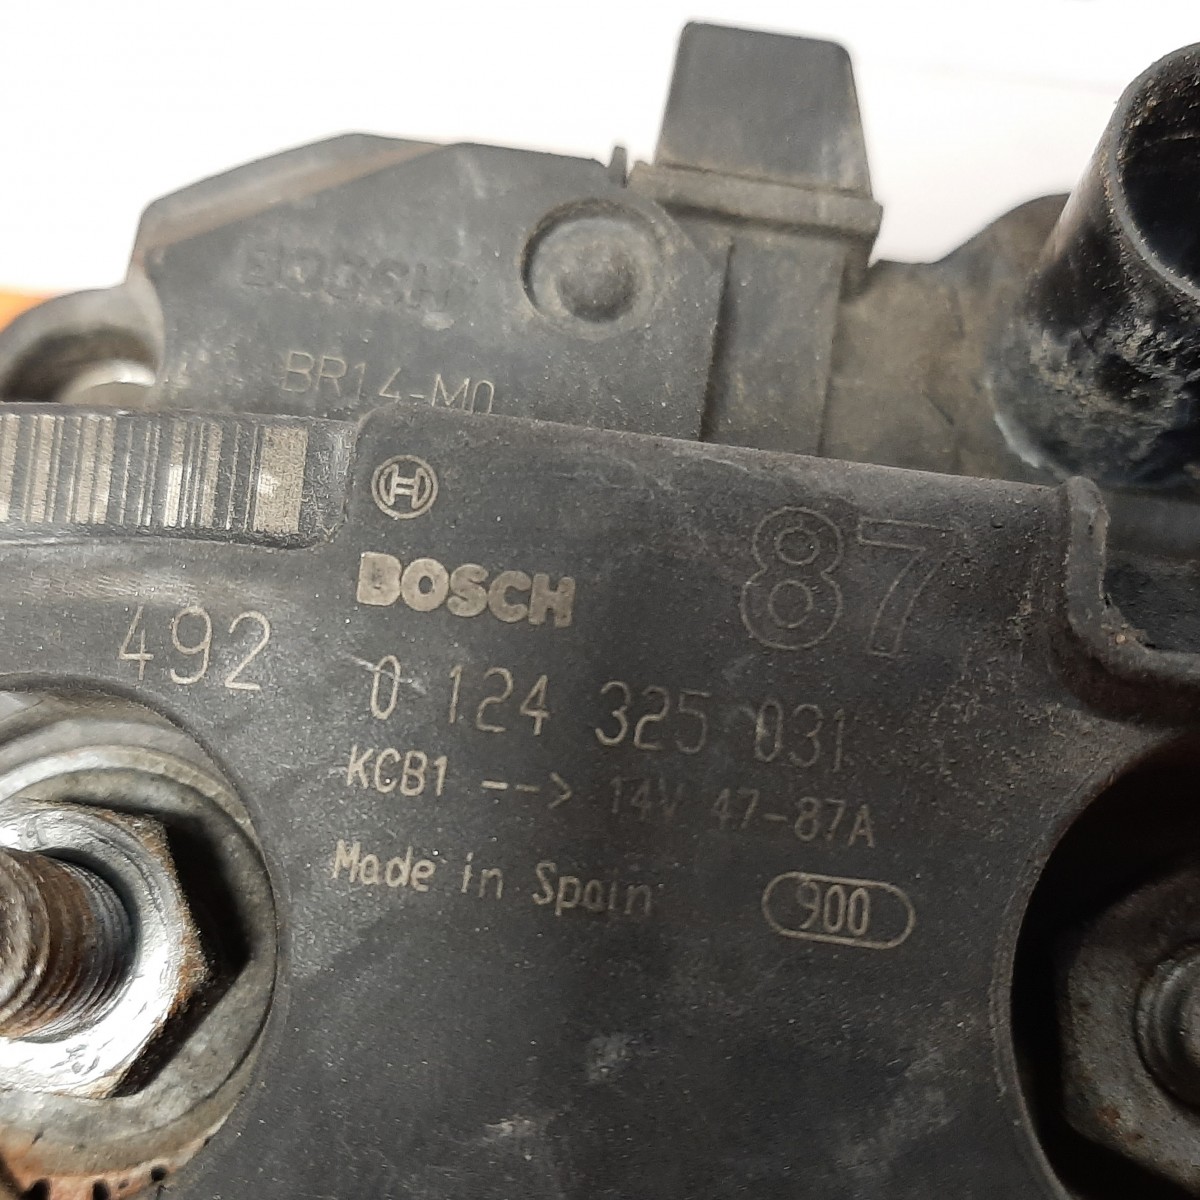 BOSCH
BR14-M0
BOSCH
87
492
0 124 325 031
KCB1 --> 14V 47-87A
Made in Spain
900